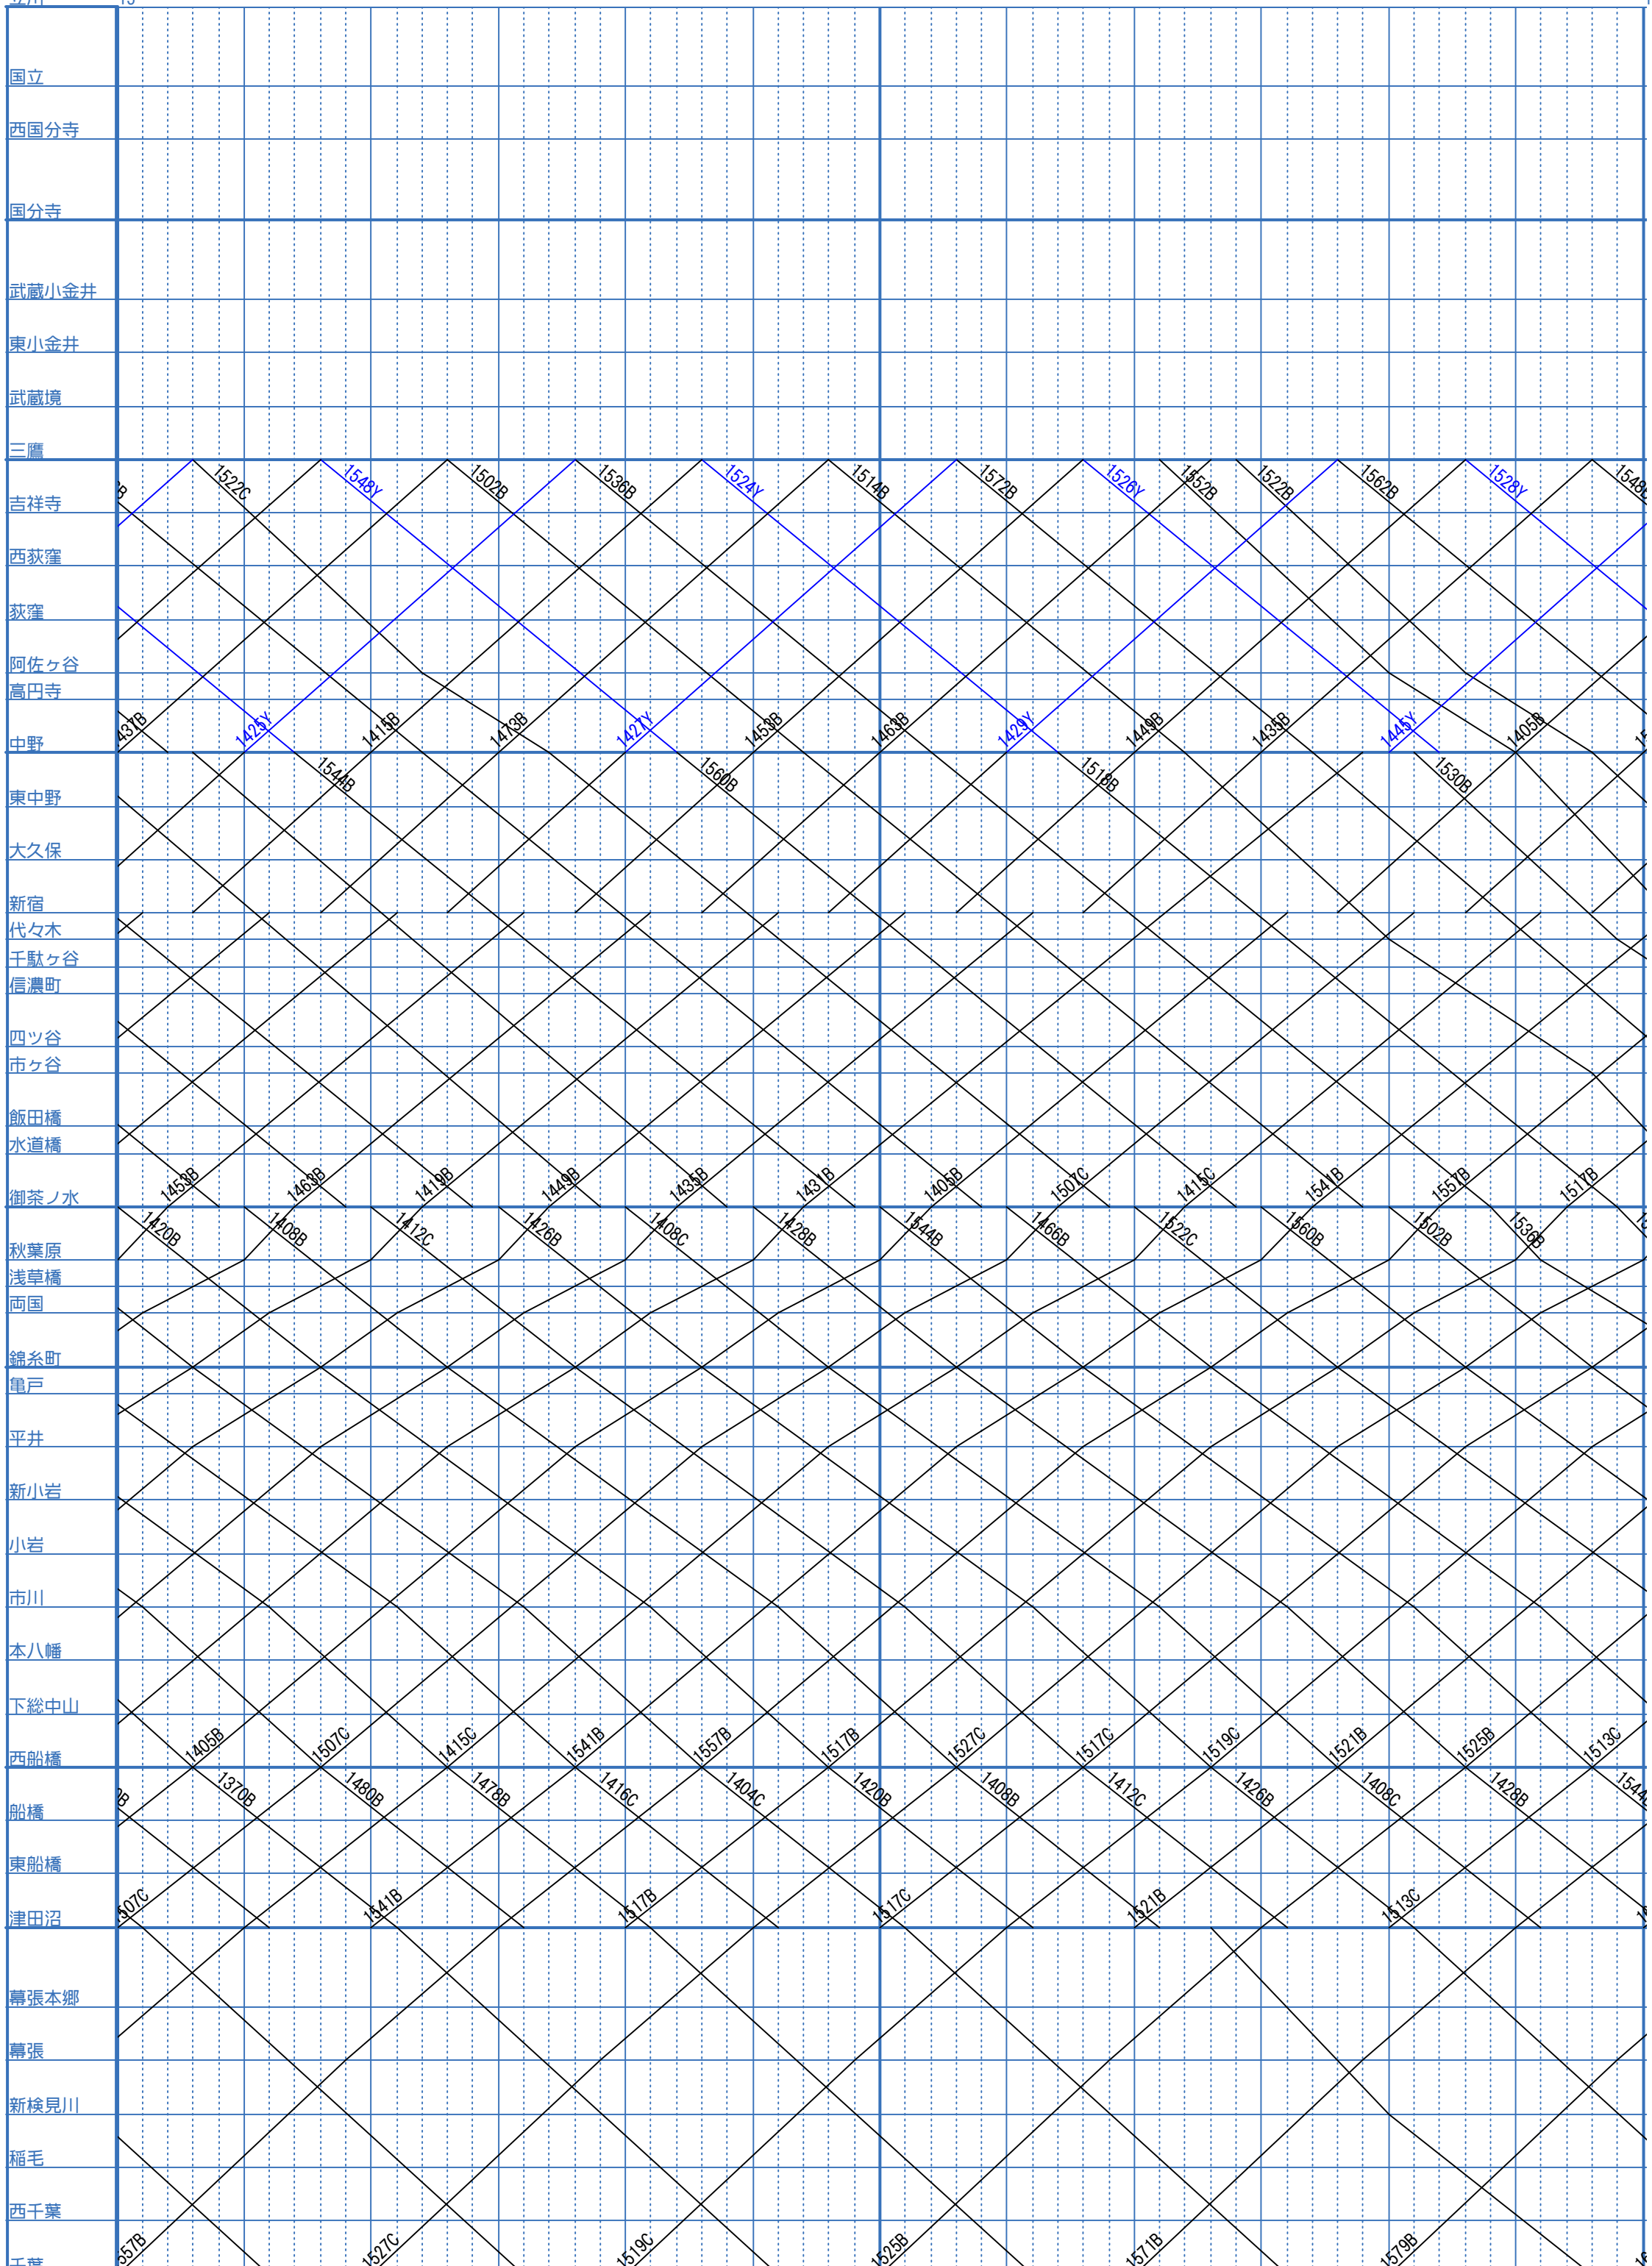 15
国立
西国分寺
国分寺
武蔵小金井
東小金井
武蔵境
三鷹
1522C 1548Y 1502B 1536B 1524Y 1514B 1572B 1526Y 1552B 1522B 1562B 1528Y
吉祥寺
西荻窪
荻窪
阿佐ヶ谷
高円寺
1437B 1425Y 1415B 1473B 1427Y 1453B 1463B 1429Y 1449B 1435B 1445Y 1405B
中野
1544B 1560B 1518B 1530B
東中野
大久保
新宿
代々木
千駄ヶ谷
信濃町
四ツ谷
市ヶ谷
飯田橋
水道橋
1453B 1463B 1419B 1449B 1435B 1431B 1405B 1507C 1415C 1541B 1557B 1517B
御茶ノ水
1420B 1408B 1412C 1426B 1408C 1428B 1544B 1466B 1522C 1560B 1502B 1536B
秋葉原
浅草橋
両国
錦糸町
亀戸
平井
新小岩
小岩
市川
本八幡
下総中山
1405B 1507C 1415C 1541B 1557B 1517B 1527C 1517C 1519C 1521B 1525B 1513C
西船橋
1370B 1480B 1478B 1416C 1404C 1420B 1408B 1412C 1426B 1408C 1428B 1544B
船橋
東船橋
1507C 1541B 1517B 1517C 1521B 1513C
津田沼
幕張本郷
幕張
新検見川
稲毛
西千葉
1557B 1527C 1519C 1525B 1571B 1579B
千葉